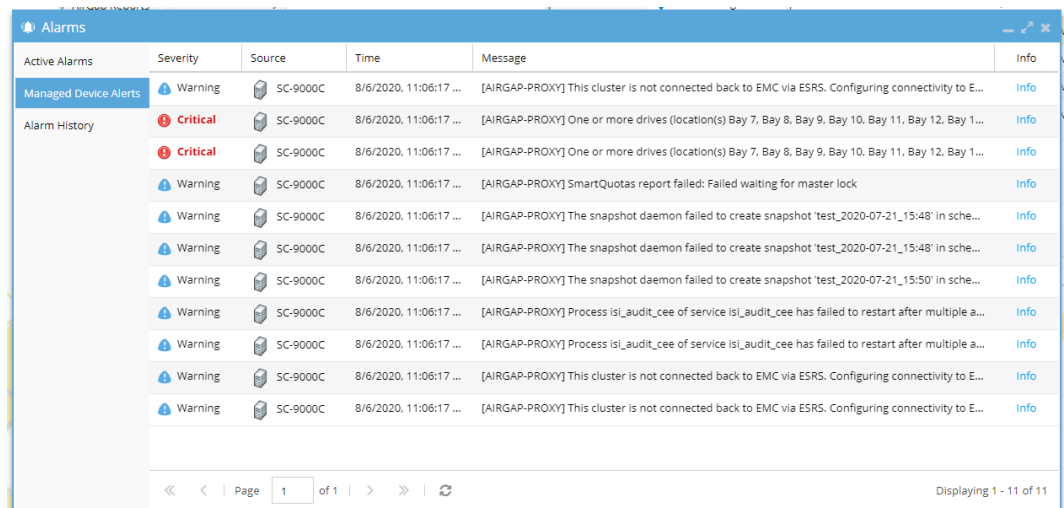 AirGap Reports
Alarms
Active Alarms
Managed Device Alerts
Alarm History
Severity Source Time Message Info
Warning SC-9000C 8/6/2020, 11:06:17 ... [AIRGAP-PROXY] This cluster is not connected back to EMC via ESRS. Configuring connectivity to E... Info
Critical SC-9000C 8/6/2020, 11:06:17 ... [AIRGAP-PROXY] One or more drives (location(s) Bay 7, Bay 8, Bay 9, Bay 10, Bay 11, Bay 12, Bay 1... Info
Critical SC-9000C 8/6/2020, 11:06:17 ... [AIRGAP-PROXY] One or more drives (location(s) Bay 7, Bay 8, Bay 9, Bay 10, Bay 11, Bay 12, Bay 1... Info
Warning SC-9000C 8/6/2020, 11:06:17 ... [AIRGAP-PROXY] SmartQuotas report failed: Failed waiting for master lock Info
Warning SC-9000C 8/6/2020, 11:06:17 ... [AIRGAP-PROXY] The snapshot daemon failed to create snapshot 'test_2020-07-21_15:48' in sche... Info
Warning SC-9000C 8/6/2020, 11:06:17 ... [AIRGAP-PROXY] The snapshot daemon failed to create snapshot 'test_2020-07-21_15:48' in sche... Info
Warning SC-9000C 8/6/2020, 11:06:17 ... [AIRGAP-PROXY] The snapshot daemon failed to create snapshot 'test_2020-07-21_15:50' in sche... Info
Warning SC-9000C 8/6/2020, 11:06:17 ... [AIRGAP-PROXY] Process isi_audit_cee of service isi_audit_cee has failed to restart after multiple a... Info
Warning SC-9000C 8/6/2020, 11:06:17 ... [AIRGAP-PROXY] Process isi_audit_cee of service isi_audit_cee has failed to restart after multiple a... Info
Warning SC-9000C 8/6/2020, 11:06:17 ... [AIRGAP-PROXY] This cluster is not connected back to EMC via ESRS. Configuring connectivity to E... Info
Warning SC-9000C 8/6/2020, 11:06:17 ... [AIRGAP-PROXY] This cluster is not connected back to EMC via ESRS. Configuring connectivity to E... Info
Page 1 of 1 Displaying 1 - 11 of 11